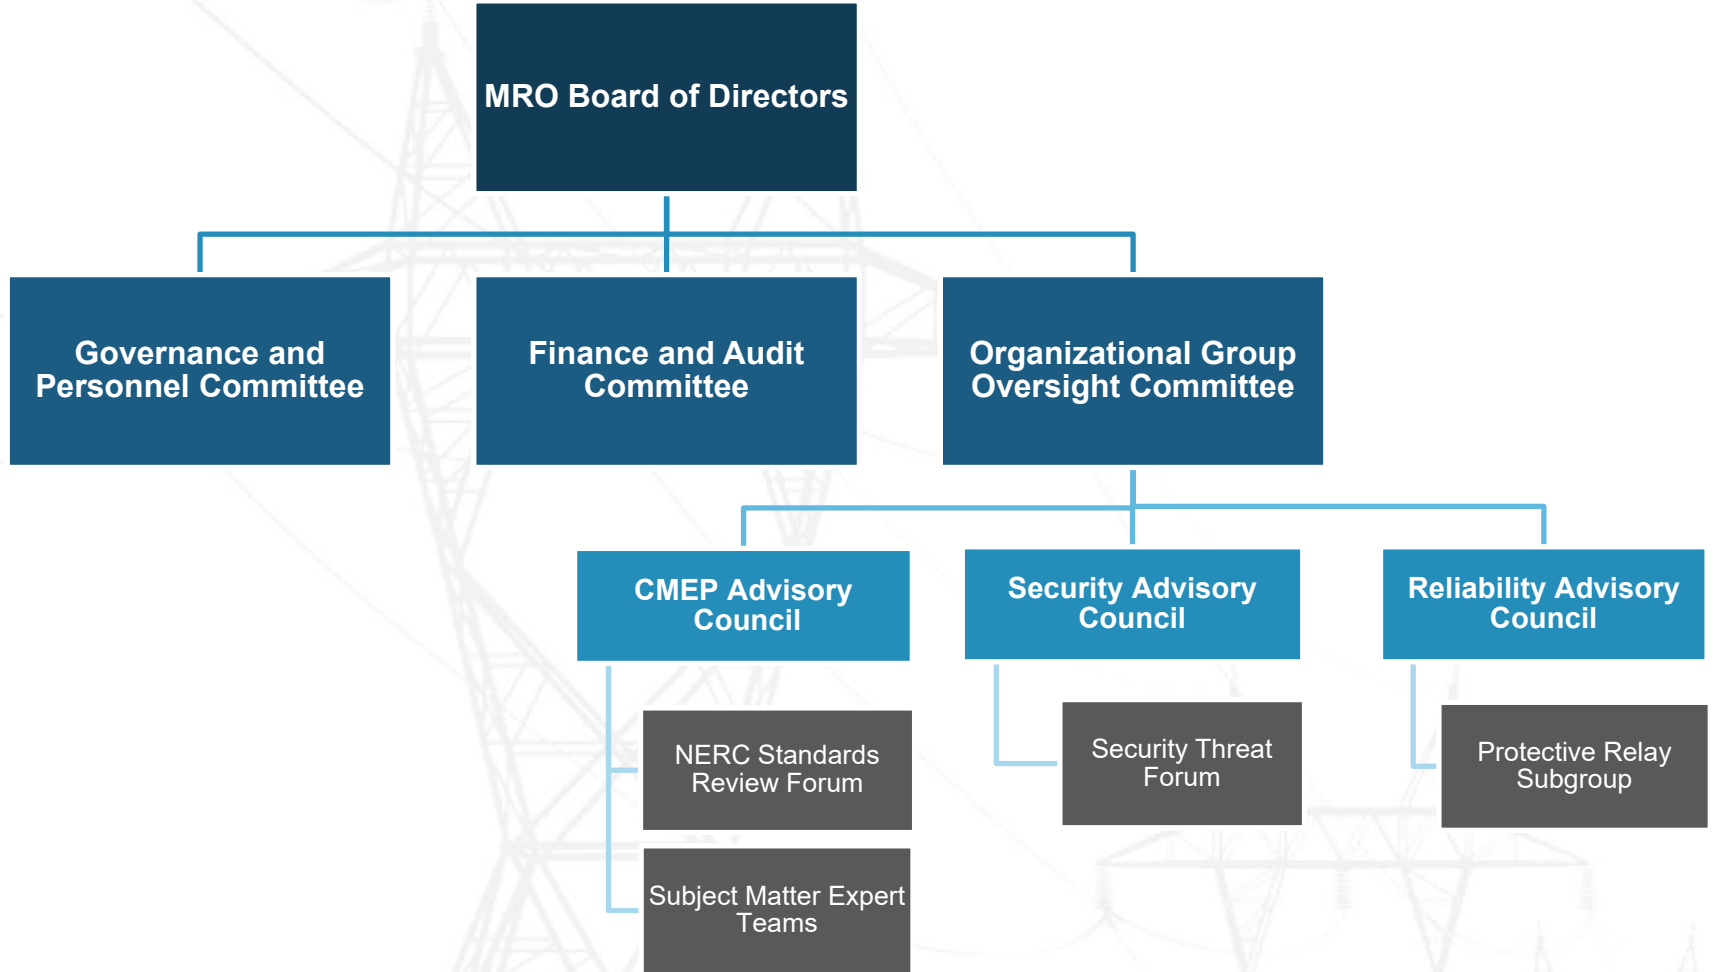 MRO Board of Directors
Governance and
Personnel Committee
Finance and Audit
Committee
Organizational Group
Oversight Committee
CMEP Advisory
Council
Security Advisory
Council
Reliability Advisory
Council
NERC Standards
Review Forum
Security Threat
Forum
Protective Relay
Subgroup
Subject Matter Expert
Teams